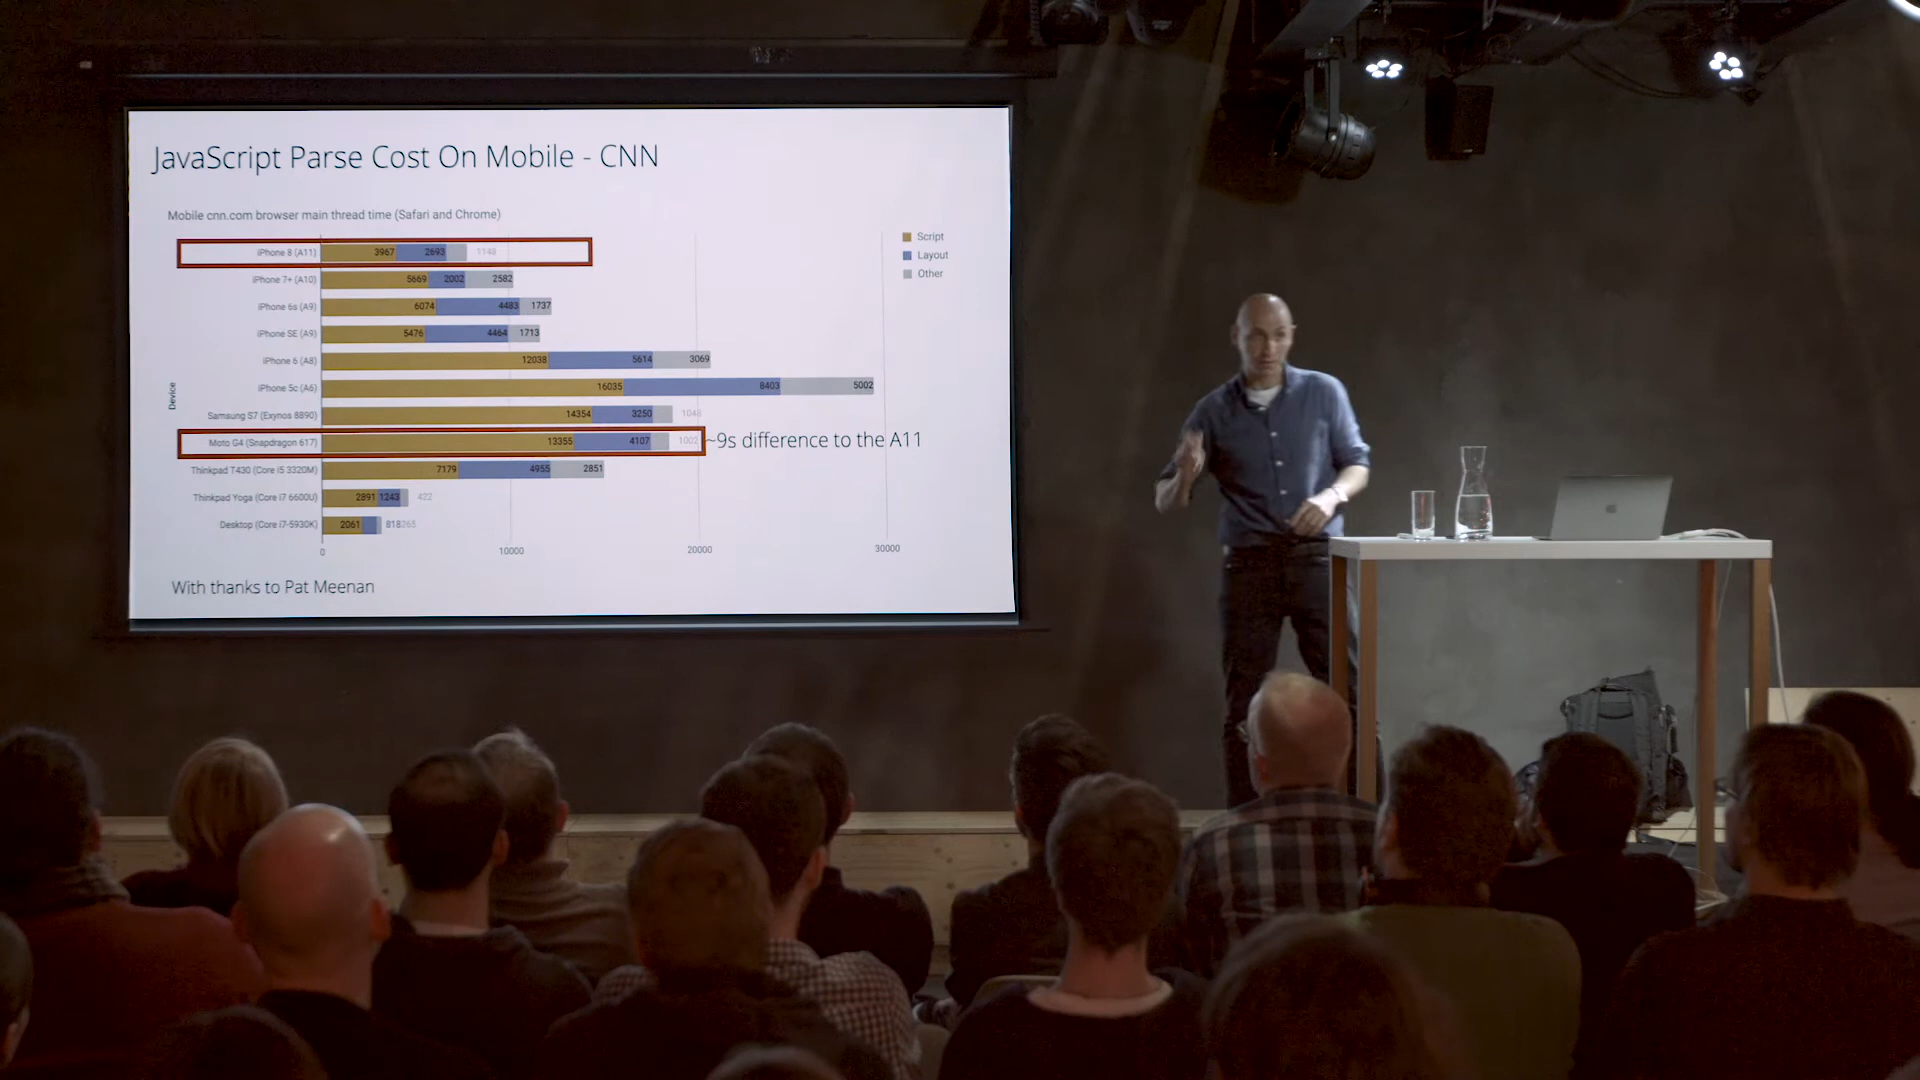 JavaScript Parse Cost On Mobile - CNN
Mobile cnn.com browser main thread time (Safari and Chrome)
Script
Layout
Other
Device
iPhone 8 (A11) 3967 2693 1148
iPhone 7+ (A10) 5669 2002 2582
iPhone 6s (A9) 6074 4483 1737
iPhone SE (A9) 5476 4464 1713
iPhone 6 (A8) 12038 5614 3069
iPhone 5c (A6) 16035 8403 5002
Samsung S7 (Exynos 8890) 14354 3250 1048
Moto G4 (Snapdragon 617) 13355 4107 1002 ~9s difference to the A11
Thinkpad T430 (Core i5 3320M) 7179 4955 2851
Thinkpad Yoga (Core i7 6600U) 2891 1243 422
Desktop (Core i7-5930K) 2061 818 265
0 10000 20000 30000
With thanks to Pat Meenan